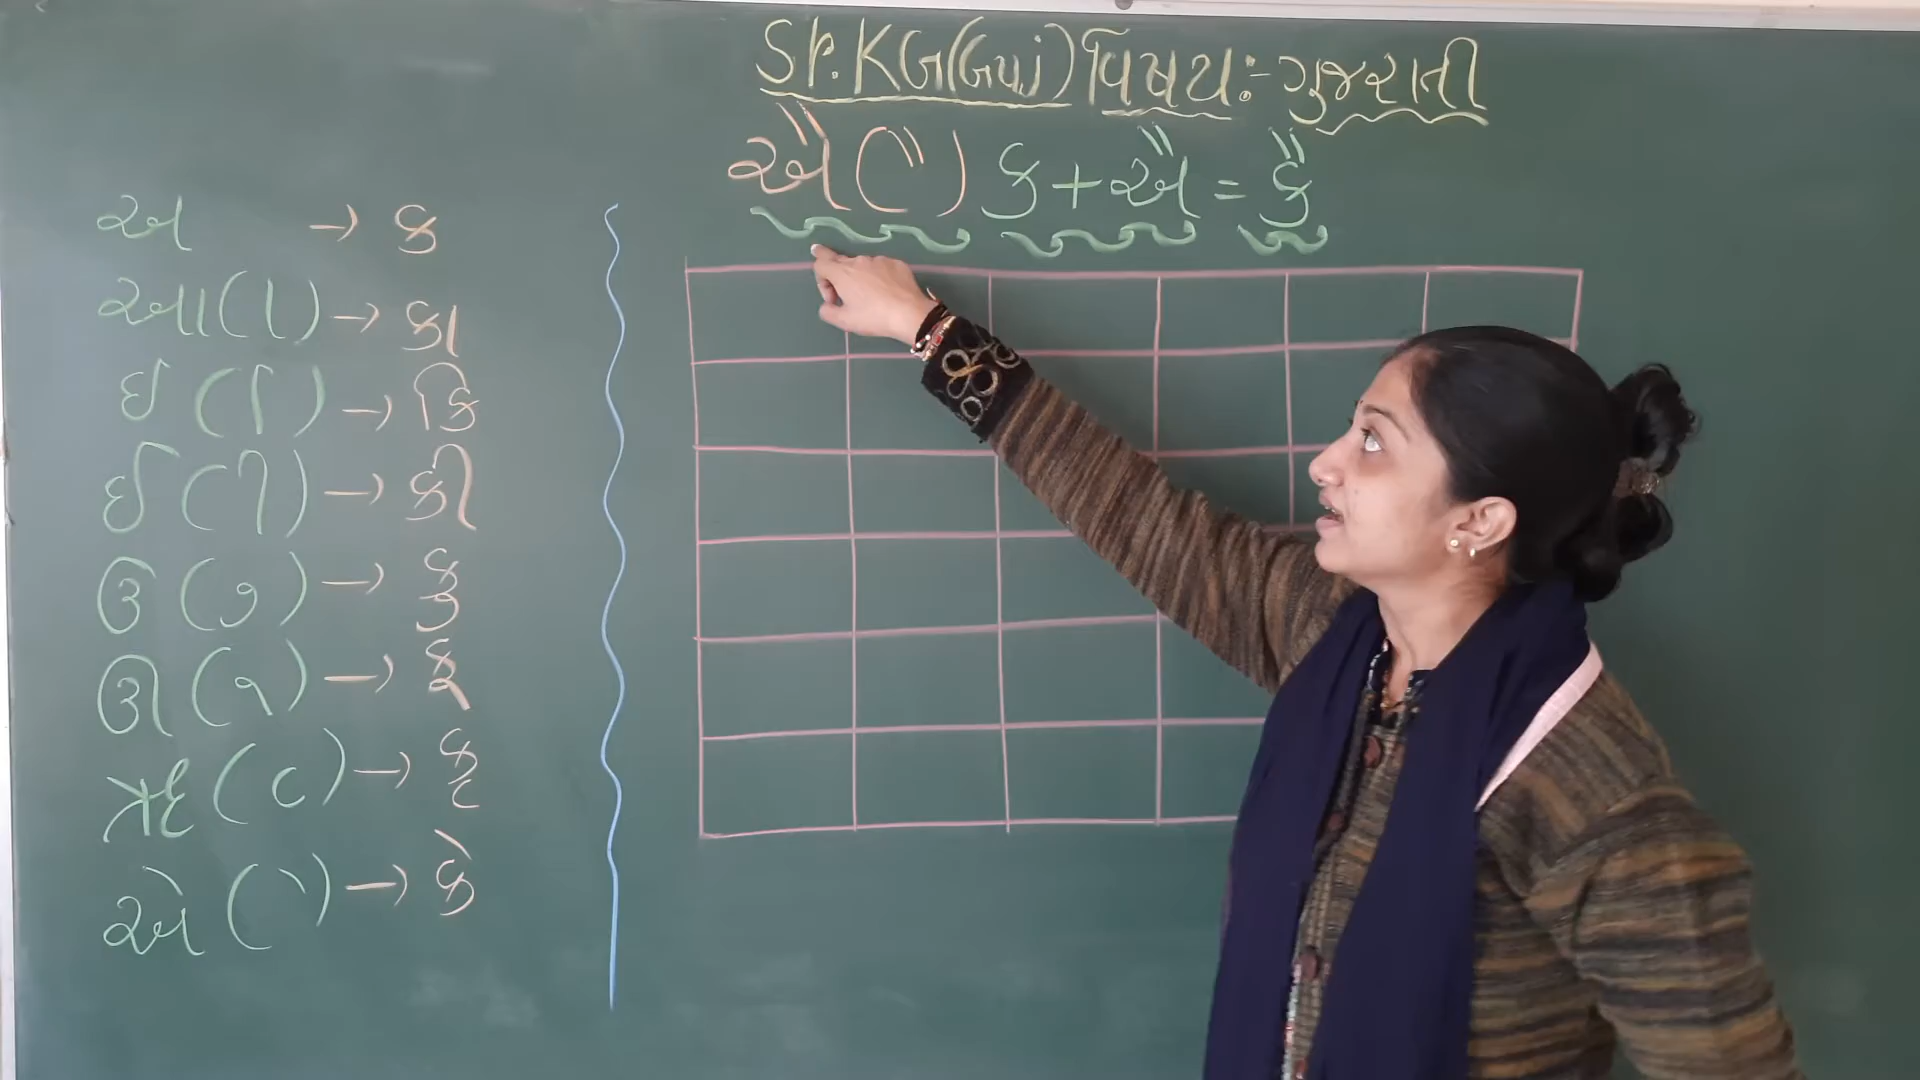 Sr. KG (Guj) વિષય:- ગુજરાતી
ઐ (ૈ) ક + ઐ = કૈ
અ → ક
આ (ા) → કા
ઇ (િ) → કિ
ઈ (ી) → કી
ઉ (ુ) → કુ
ઊ (ૂ) → કૂ
ઋ (ૃ) → કૃ
એ (ે) → કે